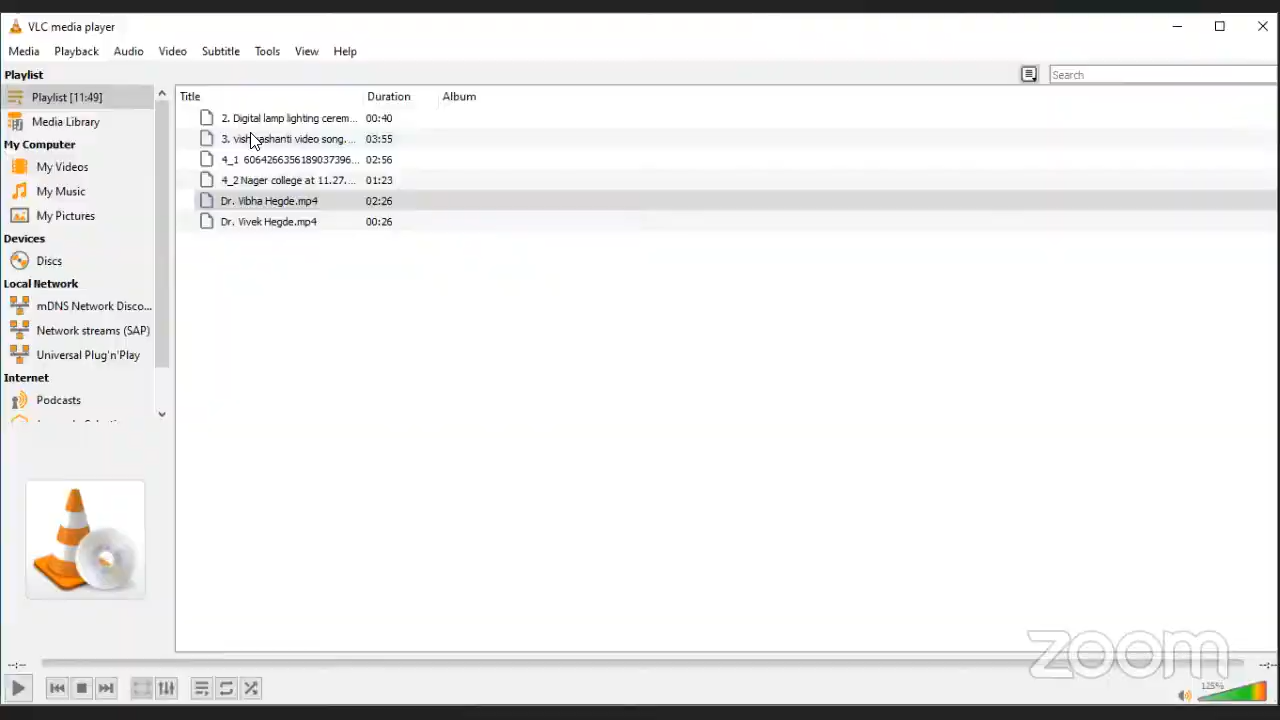 VLC media player
Media Playback Audio Video Subtitle Tools View Help
Playlist
Search
Playlist [11:49]
Media Library
My Computer
My Videos
My Music
My Pictures
Devices
Discs
Local Network
mDNS Network Disco...
Network streams (SAP)
Universal Plug'n'Play
Internet
Podcasts
Title Duration Album
2. Digital lamp lighting cerem... 00:40
3. ashanti video song.... 03:55
4_1 6064266356189037396... 02:56
4_2 Nager college at 11.27.... 01:23
Dr. Vibha Hegde.mp4 02:26
Dr. Vivek Hegde.mp4 00:26
zoom
--:-- --:--
125%